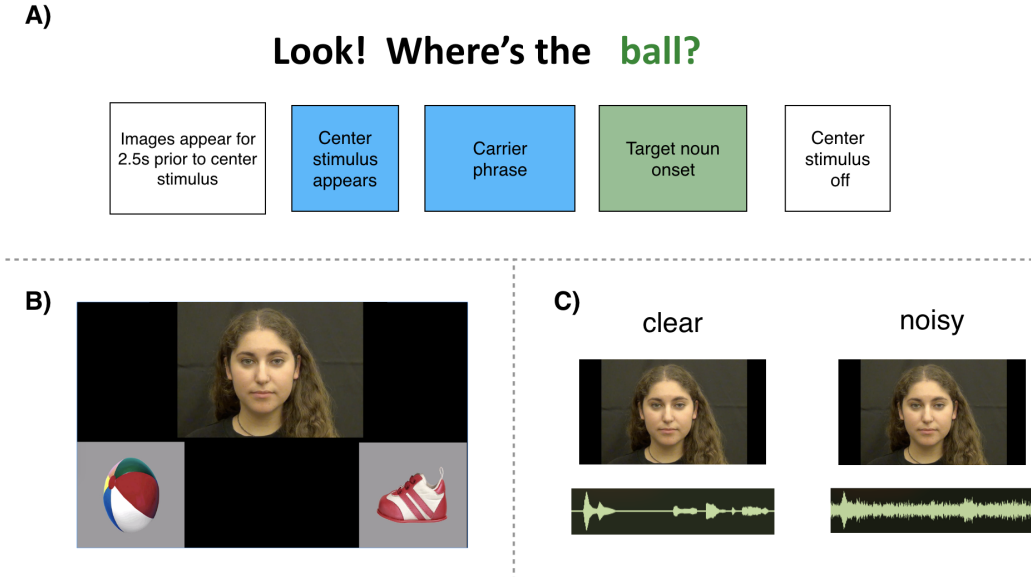 A)
Look! Where's the ball?
Images appear for
2.5s prior to center
stimulus
Center
stimulus
appears
Carrier
phrase
Target noun
onset
Center
stimulus
off
B)
C)
clear
noisy